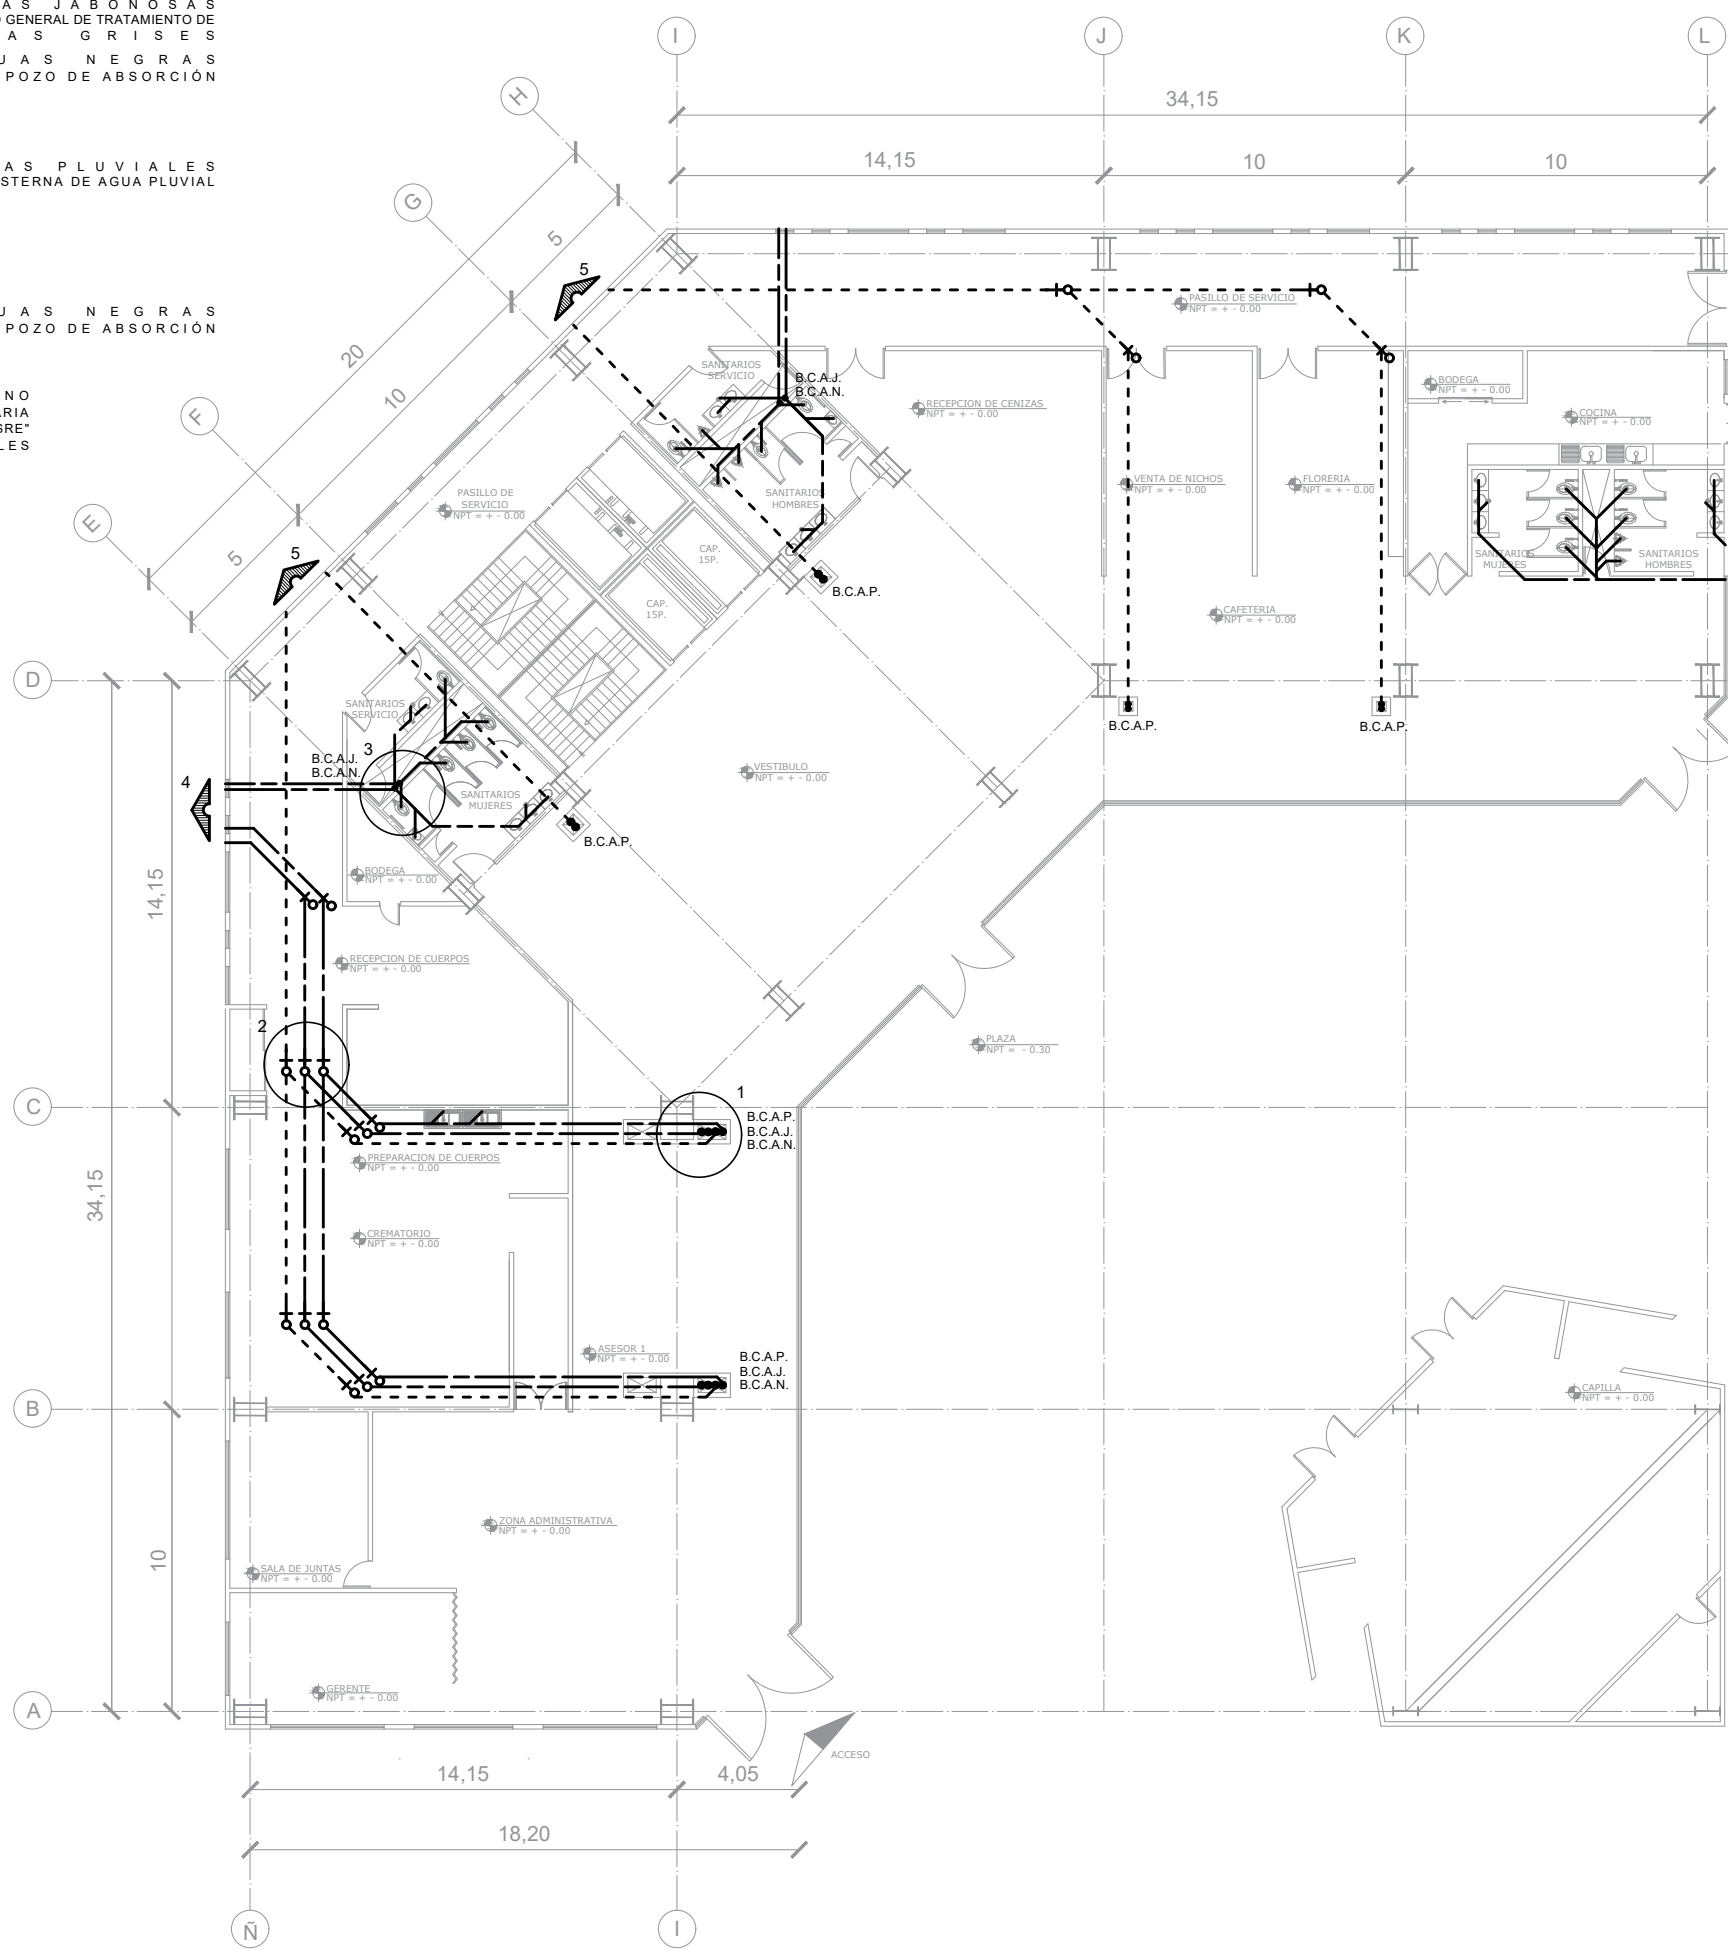 A S   J A B O N O S A S
O GENERAL DE TRATAMIENTO DE
A S   G R I S E S
U A S   N E G R A S
POZO DE ABSORCIÓN
A S   P L U V I A L E S
STERNA DE AGUA PLUVIAL
U A S   N E G R A S
POZO DE ABSORCIÓN
N O
ARIA
BRE"
L E S
I
J
K
L
H
G
F
E
D
C
B
A
Ñ
I
34,15
14,15
10
10
5
20
10
5
14,15
34,15
10
14,15
4,05
18,20
5
5
4
3
2
1
SANITARIOS
SERVICIO
B.C.A.J.
B.C.A.N.
PASILLO DE SERVICIO
NPT = + - 0.00
RECEPCION DE CENIZAS
NPT = + - 0.00
BODEGA
NPT = + - 0.00
COCINA
NPT = + - 0.00
VENTA DE NICHOS
NPT = + - 0.00
FLORERIA
NPT = + - 0.00
PASILLO DE
SERVICIO
NPT = + - 0.00
SANITARIOS
HOMBRES
CAP.
15P.
CAP.
15P.
B.C.A.P.
SANITARIOS
MUJERES
SANITARIOS
HOMBRES
CAFETERIA
NPT = + - 0.00
B.C.A.P.
B.C.A.P.
SANITARIOS
SERVICIO
B.C.A.J.
B.C.A.N.
SANITARIOS
MUJERES
B.C.A.P.
VESTIBULO
NPT = + - 0.00
BODEGA
NPT = + - 0.00
RECEPCION DE CUERPOS
NPT = + - 0.00
PLAZA
NPT = - 0.30
B.C.A.P.
B.C.A.J.
B.C.A.N.
PREPARACION DE CUERPOS
NPT = + - 0.00
CREMATORIO
NPT = + - 0.00
ASESOR 1
NPT = + - 0.00
B.C.A.P.
B.C.A.J.
B.C.A.N.
CAPILLA
NPT = + - 0.00
ZONA ADMINISTRATIVA
NPT = + - 0.00
SALA DE JUNTAS
NPT = + - 0.00
GERENTE
NPT = + - 0.00
ACCESO